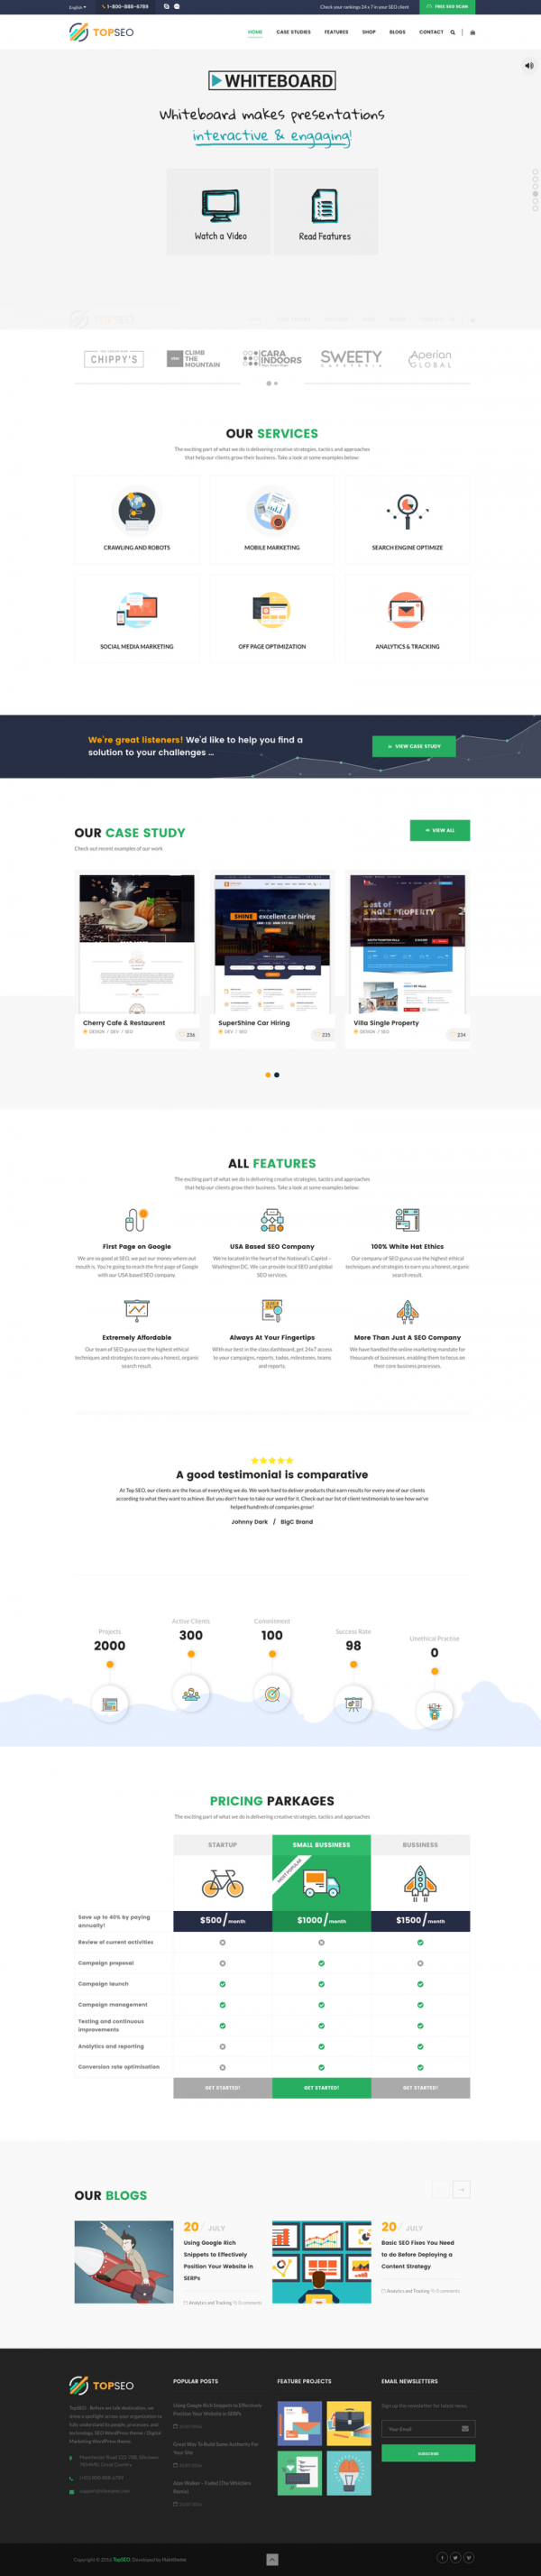 English
1-800-888-6789
Check your rankings 24 x 7 in your SEO client
FREE SEO SCAN
TOPSEO
HOME
CASE STUDIES
FEATURES
SHOP
BLOGS
CONTACT
WHITEBOARD
Whiteboard makes presentations
interactive & engaging!
Watch a Video
Read Features
CHIPPY'S
CLIMB
THE
MOUNTAIN
CARA
INDOORS
SWEETY
CAFETERIA
Aperian
GLOBAL
OUR SERVICES
The exciting part of what we do is delivering creative strategies, tactics and approaches
that help our clients grow their business. Take a look at some examples below:
CRAWLING AND ROBOTS
MOBILE MARKETING
SEARCH ENGINE OPTIMIZE
SOCIAL MEDIA MARKETING
OFF PAGE OPTIMIZATION
ANALYTICS & TRACKING
We're great listeners! We'd like to help you find a
solution to your challenges ...
VIEW CASE STUDY
OUR CASE STUDY
VIEW ALL
Check out recent examples of our work
SHINE excellent car hiring
Best of
SINGLE PROPERTY
Cherry Cafe & Restaurent
DESIGN / DEV / SEO
236
SuperShine Car Hiring
DEV / SEO
235
Villa Single Property
DESIGN / SEO
234
ALL FEATURES
The exciting part of what we do is delivering creative strategies, tactics and approaches
that help our clients grow their business. Take a look at some examples below:
First Page on Google
We are so good at SEO, we put our money where out
mouth is. You're going to reach the first page of Google
with our USA based SEO company.
USA Based SEO Company
We're located in the heart of the National's Capital –
Washington DC. We can provide local SEO and global
SEO services.
100% White Hat Ethics
Our company of SEO gurus use the highest ethical
techniques and strategies to earn you a honest, organic
search result.
Extremely Affordable
Our team of SEO gurus use the highest ethical
techniques and strategies to earn you a honest, organic
search result.
Always At Your Fingertips
With our best in the class dashboard, get 24x7 access
to your campaigns, reports, todos, milestones, teams
and reports.
More Than Just A SEO Company
We have handled the online marketing mandate for
thousands of businesses, enabling them to focus on
their core business processes.
A good testimonial is comparative
At Top SEO, our clients are the focus of everything we do. We work hard to deliver products that earn results for every one of our clients
according to what they want to achieve. But you don't have to take our word for it. Check out our list of client testimonials to see how we've
helped hundreds of companies grow!
Johnny Dark / BigC Brand
Projects
2000
Active Clients
300
Commitment
100
Success Rate
98
Unethical Practise
0
PRICING PARKAGES
The exciting part of what we do is delivering creative strategies, tactics and approaches
STARTUP
SMALL BUSSINESS
BUSSINESS
MOST POPULAR
Save up to 40% by paying
annually!
$500/month
$1000/month
$1500/month
Review of current activities
Campaign proposal
Campaign launch
Campaign management
Testing and continuous
improvements
Analytics and reporting
Conversion rate optimisation
GET STARTED!
GET STARTED!
GET STARTED!
OUR BLOGS
20 / JULY
Using Google Rich
Snippets to Effectively
Position Your Website in
SERPs
Analytics and Tracking 0 comments
20 / JULY
Basic SEO Fixes You Need
to do Before Deploying a
Content Strategy
Analytics and Tracking 0 comments
TOPSEO
TopSEO - Before we talk destination, we
shine a spotlight across your organization to
fully understand its people, processes, and
technology. SEO WordPress theme / Digital
Marketing WordPress theme.
POPULAR POSTS
Using Google Rich Snippets to Effectively
Position Your Website in SERPs
Great Way To Build Some Authority For
Your Site
Alan Walker – Faded (The Whistlers
FEATURE PROJECTS
EMAIL NEWSLETTERS
Sign up the newsletter for latest news
Your Email
SUBSCRIBE
Copyright © 2016 TopSEO. Developed by